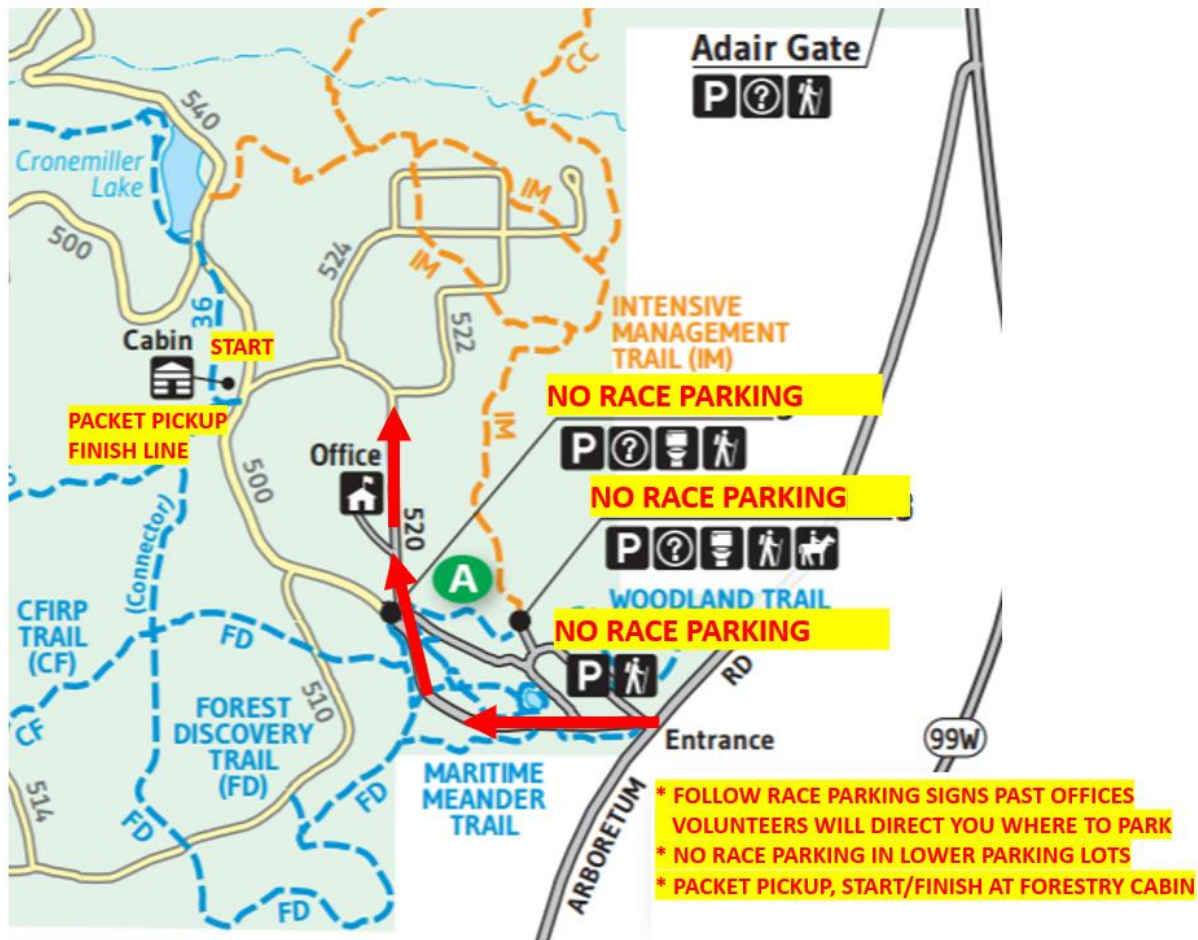 Adair Gate
P ?
CC
540
Cronemiller
Lake
500
524
IM
IM
36
522
INTENSIVE
MANAGEMENT
TRAIL (IM)
Cabin
START
NO RACE PARKING
PACKET PICKUP
FINISH LINE
IM
P ?
Office
500
520
NO RACE PARKING
P ?
(Connector)
A
WOODLAND TRAIL
CFIRP
TRAIL
(CF)
FD
NO RACE PARKING
P
RD
CF
FOREST
DISCOVERY
TRAIL
(FD)
510
Entrance
99W
514
FD
FD
MARITIME
MEANDER
TRAIL
ARBORETUM
* FOLLOW RACE PARKING SIGNS PAST OFFICES
VOLUNTEERS WILL DIRECT YOU WHERE TO PARK
* NO RACE PARKING IN LOWER PARKING LOTS
* PACKET PICKUP, START/FINISH AT FORESTRY CABIN
FD